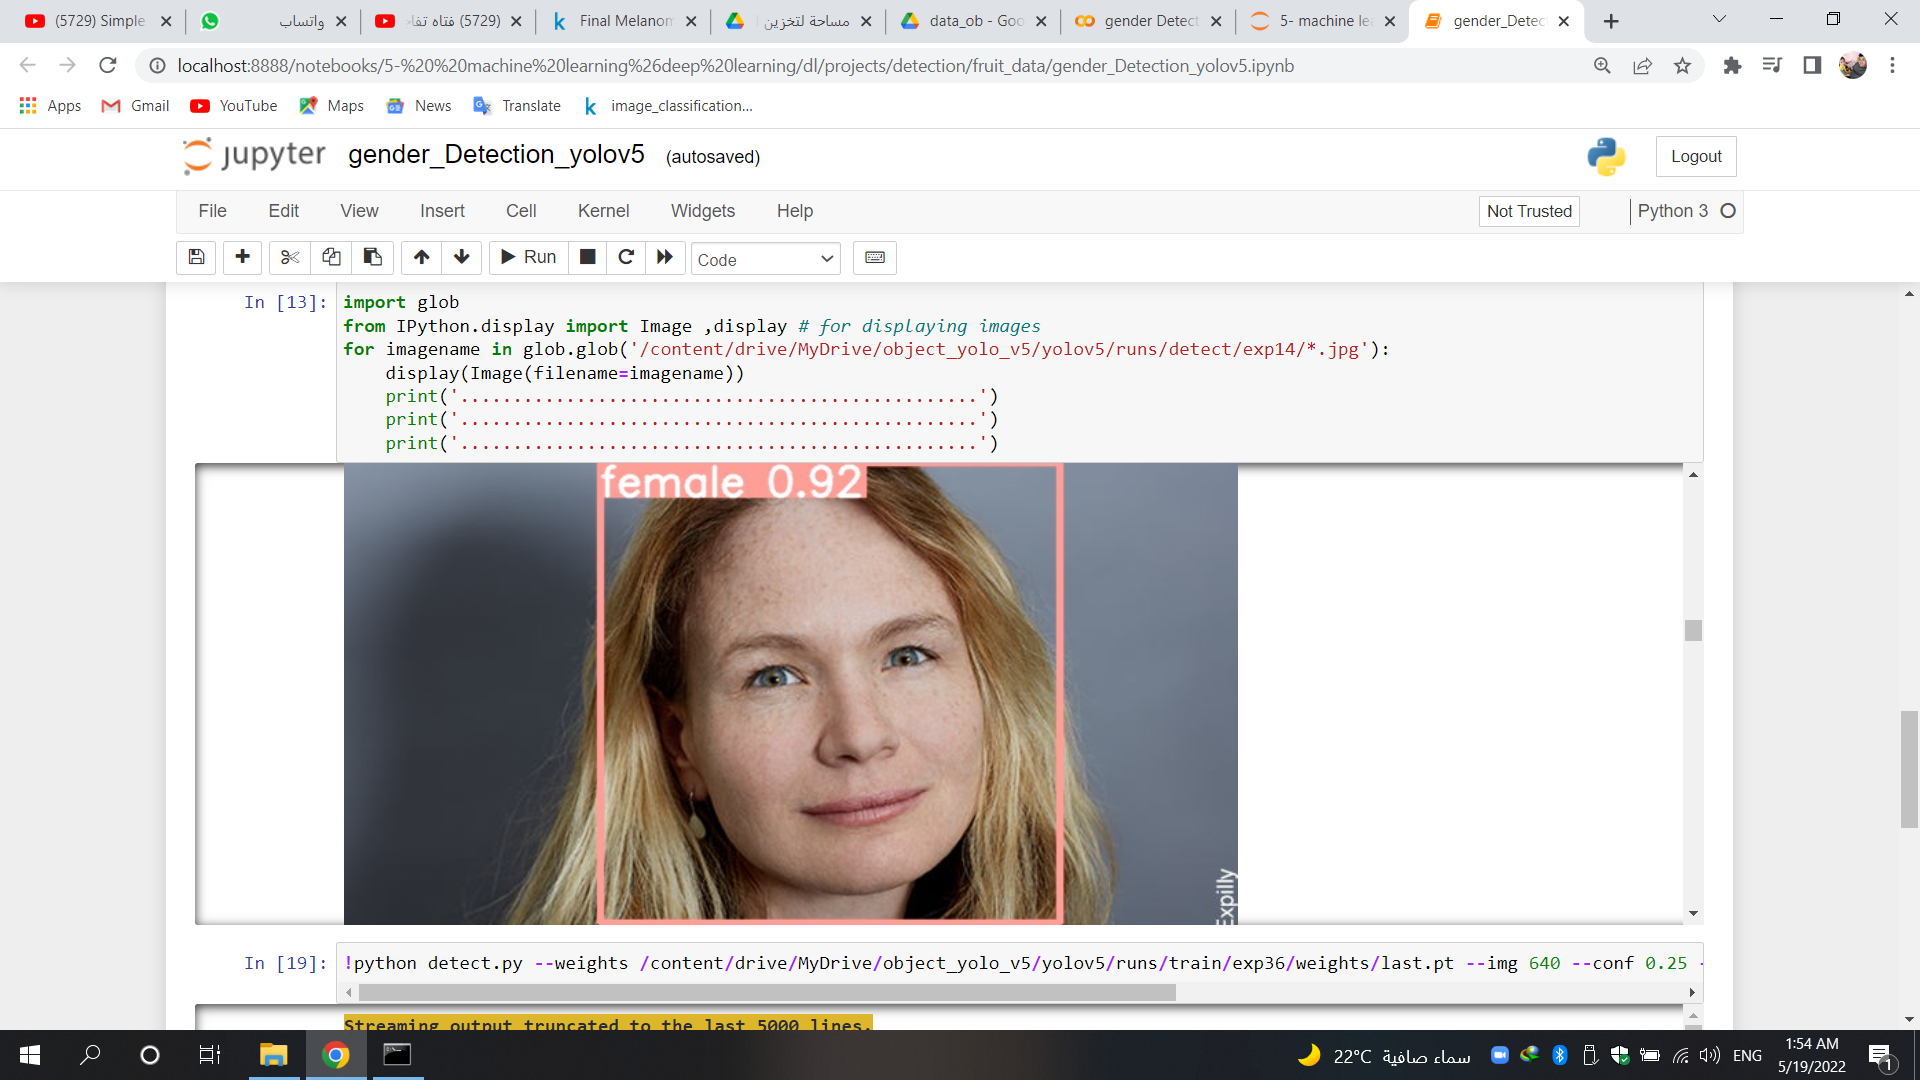 (5729) Simple
واتساب
(5729) فتاه تفا
Final Melanom
مساحة لتخزين
data_ob - Goo
gender Detect
5- machine le
gender_Detec
localhost:8888/notebooks/5-%20%20machine%20learning%26deep%20learning/dl/projects/detection/fruit_data/gender_Detection_yolov5.ipynb
Apps Gmail YouTube Maps News Translate image_classification...
jupyter gender_Detection_yolov5 (autosaved) Logout
File Edit View Insert Cell Kernel Widgets Help Not Trusted Python 3
Run Code
In [13]: import glob
from IPython.display import Image ,display # for displaying images
for imagename in glob.glob('/content/drive/MyDrive/object_yolo_v5/yolov5/runs/detect/exp14/*.jpg'):
display(Image(filename=imagename))
print('.................................................')
print('.................................................')
print('.................................................')
female 0.92
Expilly
In [19]: !python detect.py --weights /content/drive/MyDrive/object_yolo_v5/yolov5/runs/train/exp36/weights/last.pt --img 640 --conf 0.25 -
Streaming output truncated to the last 5000 lines.
22°C سماء صافية ENG 1:54 AM
5/19/2022
1